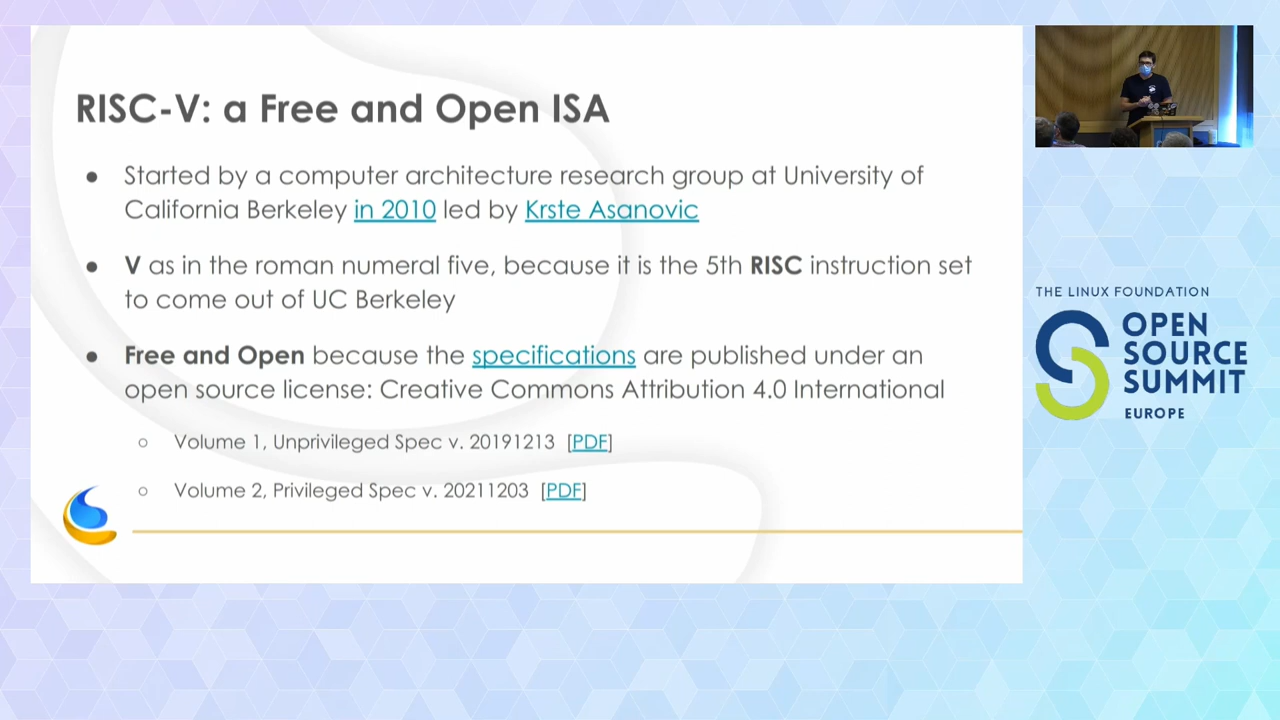 RISC-V: a Free and Open ISA
● Started by a computer architecture research group at University of
California Berkeley in 2010 led by Krste Asanovic
● V as in the roman numeral five, because it is the 5th RISC instruction set
to come out of UC Berkeley
● Free and Open because the specifications are published under an
open source license: Creative Commons Attribution 4.0 International
○ Volume 1, Unprivileged Spec v. 20191213 [PDF]
○ Volume 2, Privileged Spec v. 20211203 [PDF]
THE LINUX FOUNDATION
OPEN
SOURCE
SUMMIT
EUROPE